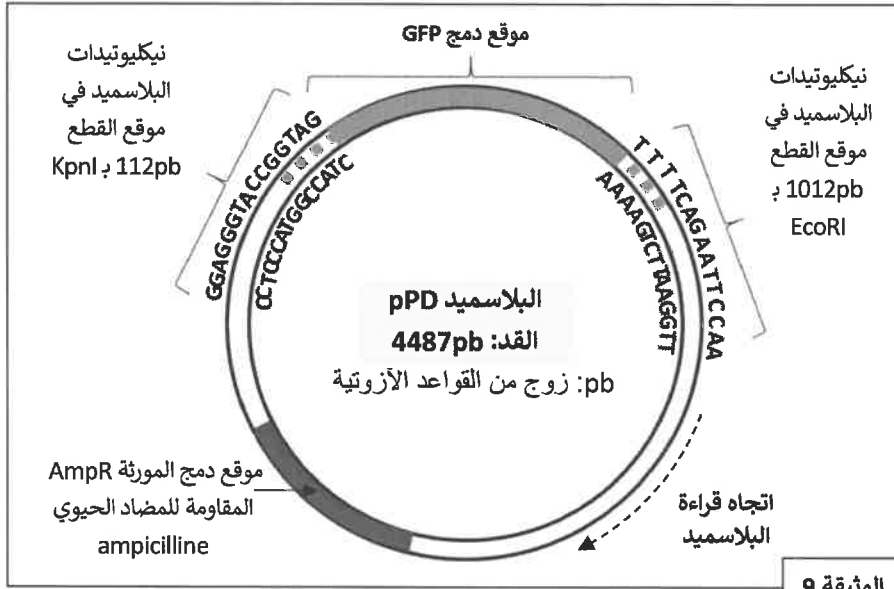 موقع دمج GFP
نيكليوتيدات
البلاسميد في
موقع القطع
112pb بـ KpnI
نيكليوتيدات
البلاسميد في
موقع القطع
1012pb بـ
EcoRI
GGAGGGTACCGGTAG
CCTCCCATGGCCATC
TTTTCAGAATTCCAA
AAAAGTCTTAAGGTT
البلاسميد pPD
القد: 4487pb
pb: زوج من القواعد الآزوتية
موقع دمج المورثة AmpR
المقاومة للمضاد الحيوي
ampicilline
اتجاه قراءة
البلاسميد
الوثيقة 9